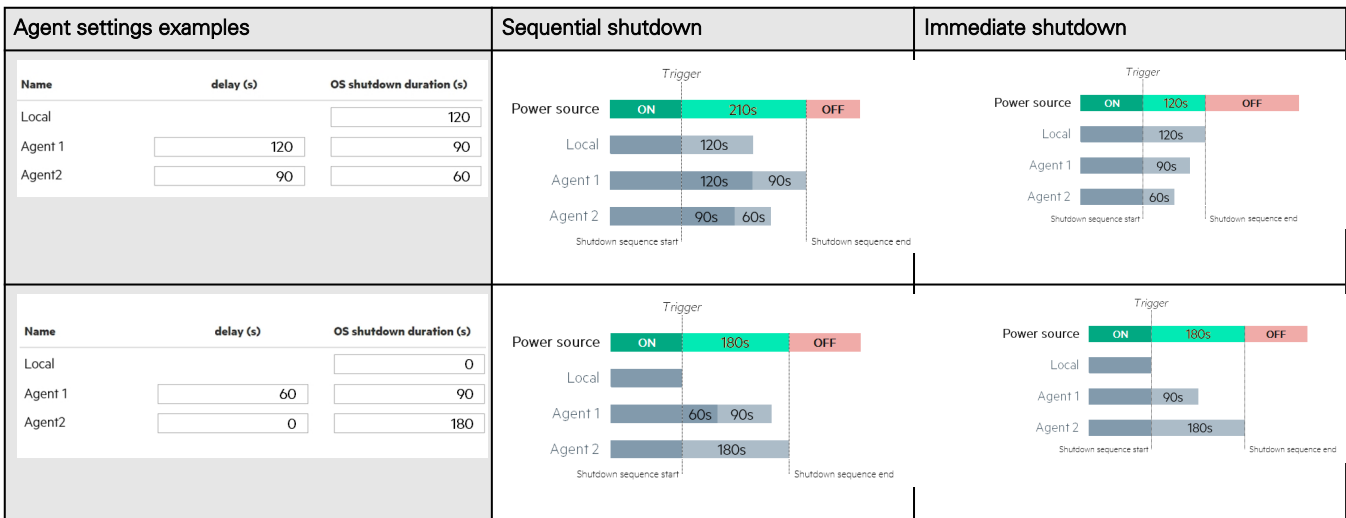 Agent settings examples
Sequential shutdown
Immediate shutdown
Name delay (s) OS shutdown duration (s)
Local 120
Agent 1 120 90
Agent2 90 60
Trigger
Power source ON 210s OFF
Local 120s
Agent 1 120s 90s
Agent 2 90s 60s
Shutdown sequence start Shutdown sequence end
Trigger
Power source ON 120s OFF
Local 120s
Agent 1 90s
Agent 2 60s
Shutdown sequence start Shutdown sequence end
Name delay (s) OS shutdown duration (s)
Local 0
Agent 1 60 90
Agent2 0 180
Trigger
Power source ON 180s OFF
Local
Agent 1 60s 90s
Agent 2 180s
Shutdown sequence start Shutdown sequence end
Trigger
Power source ON 180s OFF
Local
Agent 1 90s
Agent 2 180s
Shutdown sequence start Shutdown sequence end